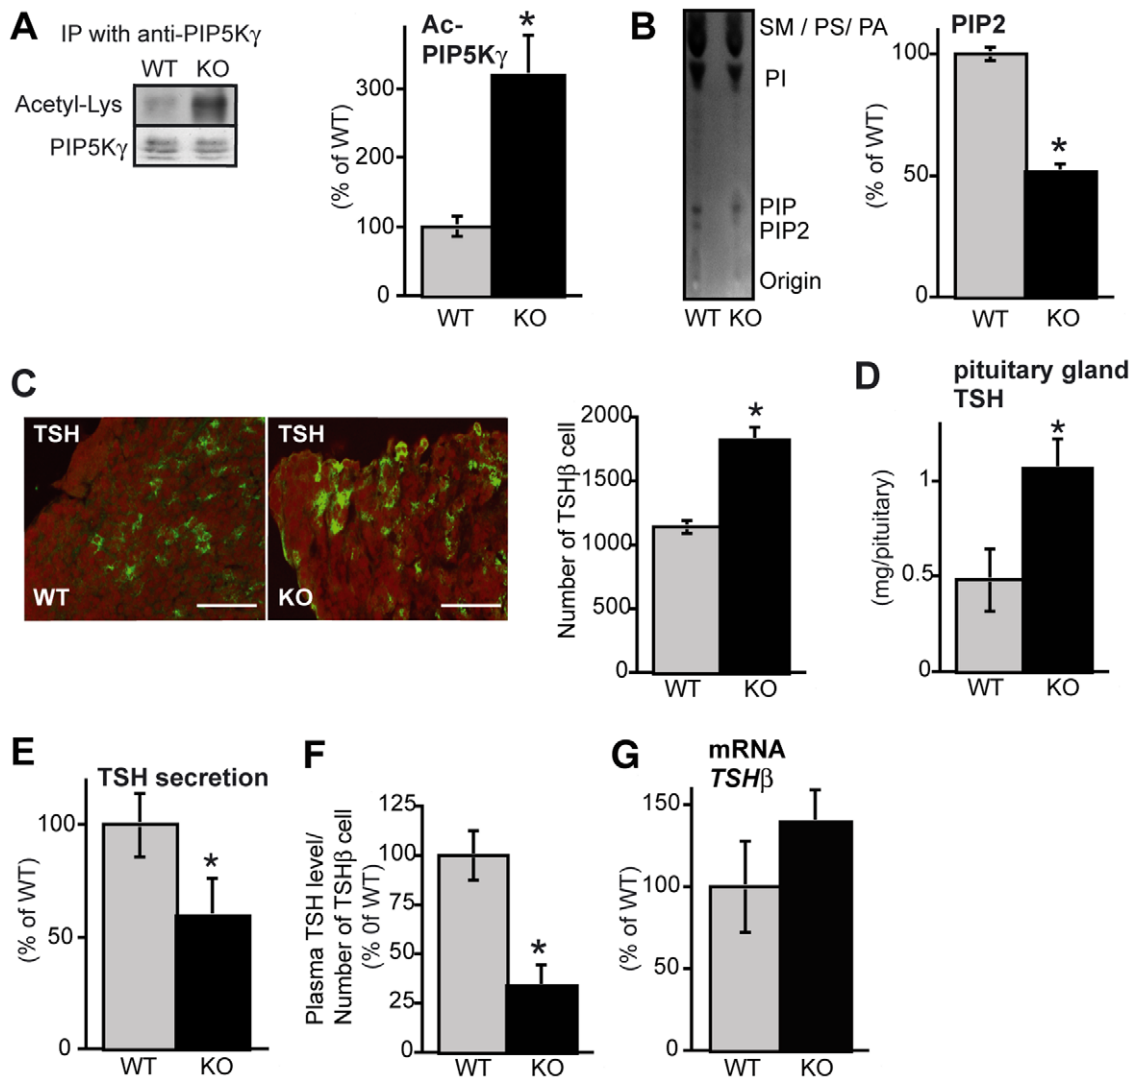 A
IP with anti-PIP5Kγ
WT KO
Acetyl-Lys
PIP5Kγ
Ac-
PIP5Kγ
*
(% of WT)
300
200
100
0
WT KO
B
SM / PS/ PA
PI
PIP
PIP2
Origin
WT KO
PIP2
*
(% of WT)
100
50
0
WT KO
C
TSH
WT
TSH
KO
Number of TSHβ cell
2000
1500
1000
500
0
*
WT KO
D
pituitary gland
TSH
*
(mg/pituitary)
1
0.5
0
WT KO
E
TSH secretion
*
(% of WT)
100
50
0
WT KO
F
Plasma TSH level/
Number of TSHβ cell
(% 0f WT)
125
100
75
50
25
0
*
WT KO
G
mRNA
TSHβ
(% of WT)
150
100
50
0
WT KO